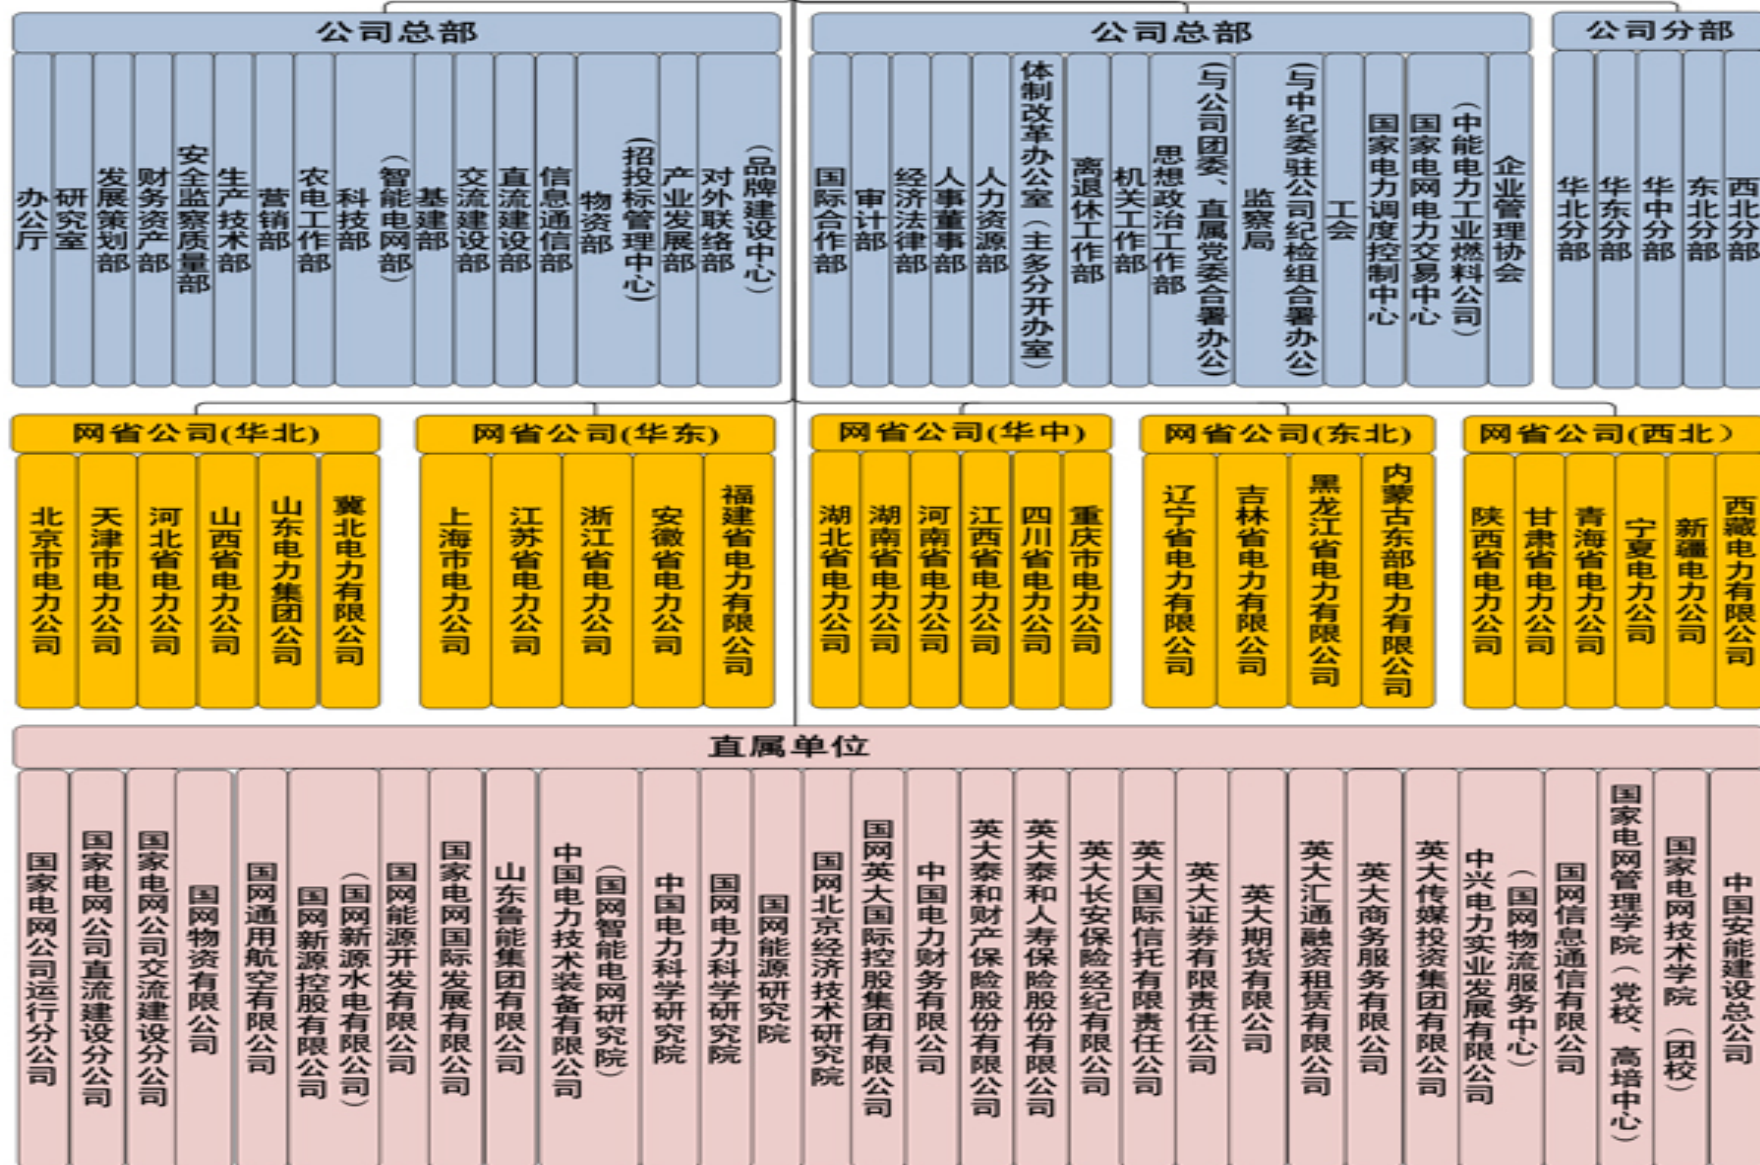 公司总部
办公厅
研究室
发展策划部
财务资产部
安全监察质量部
生产技术部
营销部
农电工作部
科技部
（智能电网部）
基建部
交流建设部
直流建设部
信息通信部
物资部
（招投标管理中心）
产业发展部
对外联络部
（品牌建设中心）
公司总部
国际合作部
审计部
经济法律部
人事董事部
人力资源部
体制改革办公室（主多分开办室）
离退休工作部
机关工作部
思想政治工作部
（与公司团委、直属党委合署办公）
监察局
（与中纪委驻公司纪检组合署办公）
工会
国家电力调度控制中心
国家电网电力交易中心
（中能电力工业燃料公司）
企业管理协会
公司分部
华北分部
华东分部
华中分部
东北分部
西北分部
网省公司(华北)
北京市电力公司
天津市电力公司
河北省电力公司
山西省电力公司
山东电力集团公司
冀北电力有限公司
网省公司(华东)
上海市电力公司
江苏省电力公司
浙江省电力公司
安徽省电力公司
福建省电力有限公司
网省公司(华中)
湖北省电力公司
湖南省电力公司
河南省电力公司
江西省电力公司
四川省电力公司
重庆市电力公司
网省公司(东北)
辽宁省电力有限公司
吉林省电力有限公司
黑龙江省电力有限公司
内蒙古东部电力有限公司
网省公司(西北）
陕西省电力公司
甘肃省电力公司
青海省电力公司
宁夏电力公司
新疆电力公司
西藏电力有限公司
直属单位
国家电网公司运行分公司
国家电网公司直流建设分公司
国家电网公司交流建设分公司
国网物资有限公司
国网通用航空有限公司
国网新源控股有限公司
（国网新源水电有限公司）
国网能源开发有限公司
国家电网国际发展有限公司
山东鲁能集团有限公司
中国电力技术装备有限公司
（国网智能电网研究院）
中国电力科学研究院
国网电力科学研究院
国网能源研究院
国网北京经济技术研究院
国网英大国际控股集团有限公司
中国电力财务有限公司
英大泰和财产保险股份有限公司
英大泰和人寿保险股份有限公司
英大长安保险经纪有限公司
英大国际信托有限责任公司
英大证券有限责任公司
英大期货有限公司
英大汇通融资租赁有限公司
英大商务服务有限公司
英大传媒投资集团有限公司
中兴电力实业发展有限公司
（国网物流服务中心）
国网信息通信有限公司
国家电网管理学院（党校、高培中心）
国家电网技术学院（团校）
中国安能建设总公司